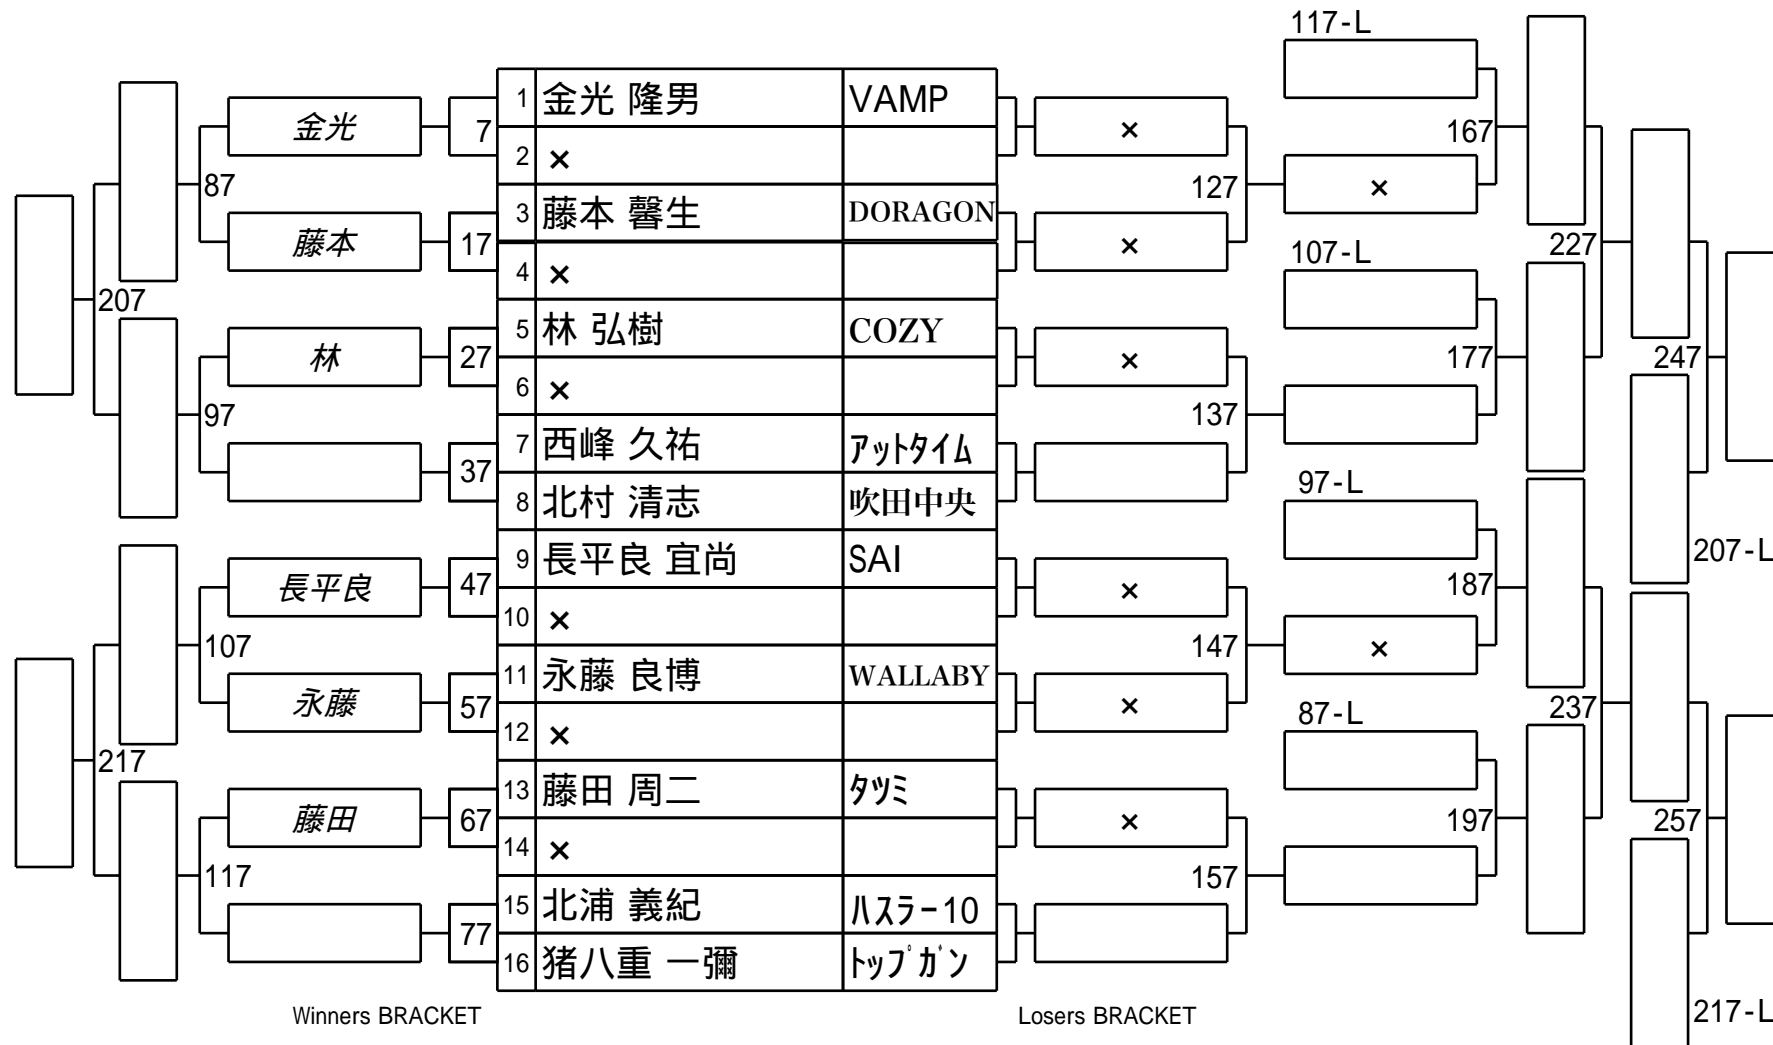 117-L
1 金光 隆男 VAMP
金光 7 × 167
2 ×
87 127 ×
3 藤本 馨生 DORAGON
藤本 17 × 227
107-L
4 ×
207
5 林 弘樹 COZY
林 27 × 177 247
6 ×
97 137
7 西峰 久祐 アットタイム
37
8 北村 清志 吹田中央
97-L
9 長平良 宜尚 SAI
207-L
長平良 47 × 187
10 ×
107 147 ×
11 永藤 良博 WALLABY
永藤 57 × 237
87-L
12 ×
217
13 藤田 周二 タツミ
藤田 67 × 197 257
14 ×
117 157
15 北浦 義紀 ハスラー10
77
16 猪八重 一彌 トップガン
217-L
Winners BRACKET Losers BRACKET